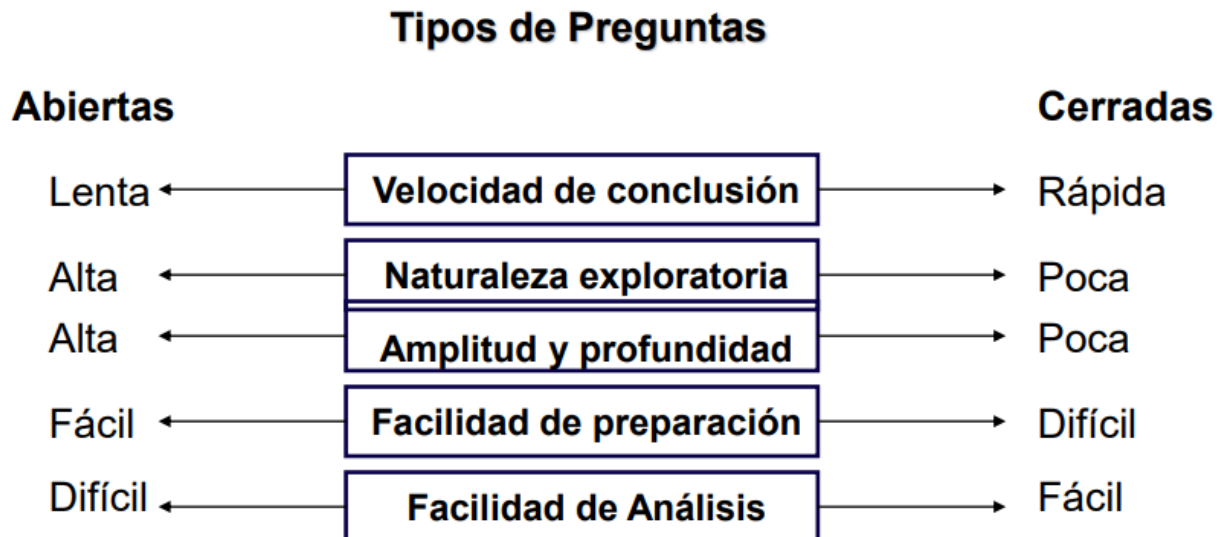 Tipos de Preguntas
Abiertas Cerradas
Lenta Velocidad de conclusión Rápida
Alta Naturaleza exploratoria Poca
Alta Amplitud y profundidad Poca
Fácil Facilidad de preparación Difícil
Difícil Facilidad de Análisis Fácil